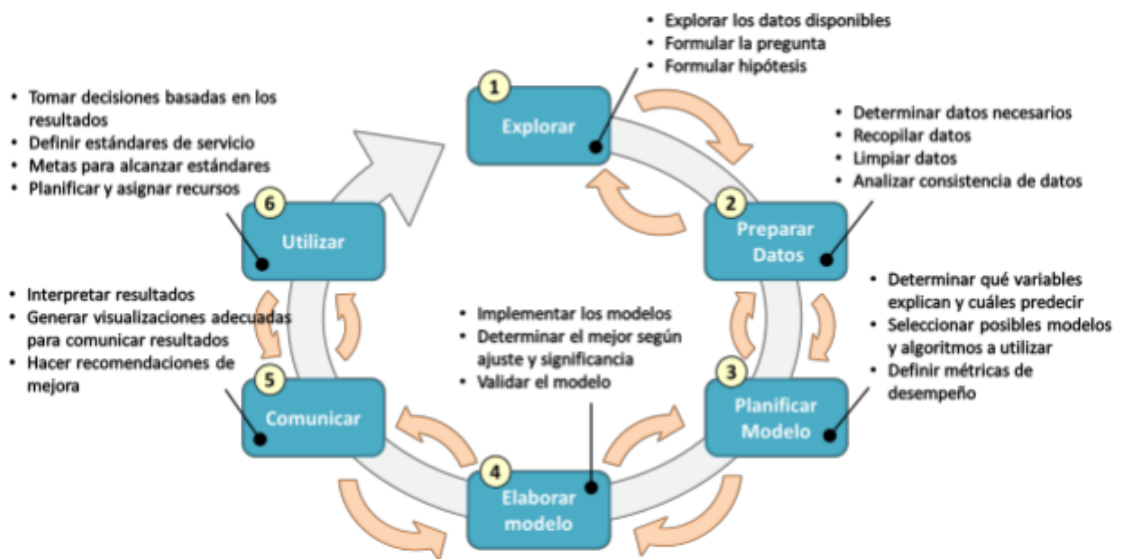 1
Explorar
• Explorar los datos disponibles
• Formular la pregunta
• Formular hipótesis
2
Preparar
Datos
• Determinar datos necesarios
• Recopilar datos
• Limpiar datos
• Analizar consistencia de datos
3
Planificar
Modelo
• Determinar qué variables
explican y cuáles predecir
• Seleccionar posibles modelos
y algoritmos a utilizar
• Definir métricas de
desempeño
4
Elaborar
modelo
• Implementar los modelos
• Determinar el mejor según
ajuste y significancia
• Validar el modelo
5
Comunicar
• Interpretar resultados
• Generar visualizaciones adecuadas
para comunicar resultados
• Hacer recomendaciones de
mejora
6
Utilizar
• Tomar decisiones basadas en los
resultados
• Definir estándares de servicio
• Metas para alcanzar estándares
• Planificar y asignar recursos